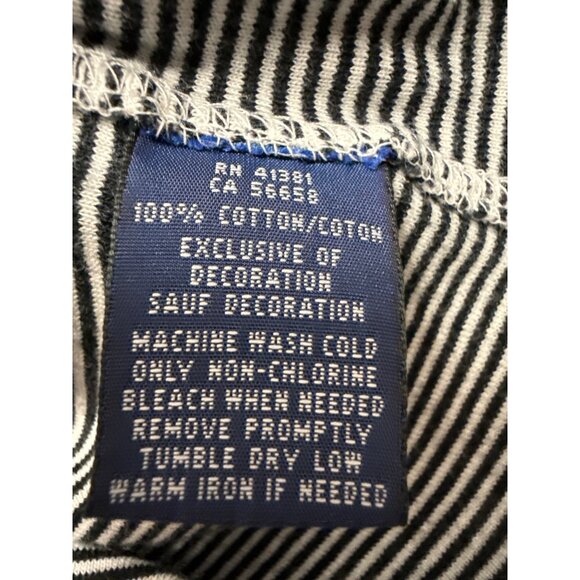 RN 41381
CA 56658
100% COTTON/COTON
EXCLUSIVE OF
DECORATION
SAUF DECORATION
MACHINE WASH COLD
ONLY NON-CHLORINE
BLEACH WHEN NEEDED
REMOVE PROMPTLY
TUMBLE DRY LOW
WARM IRON IF NEEDED